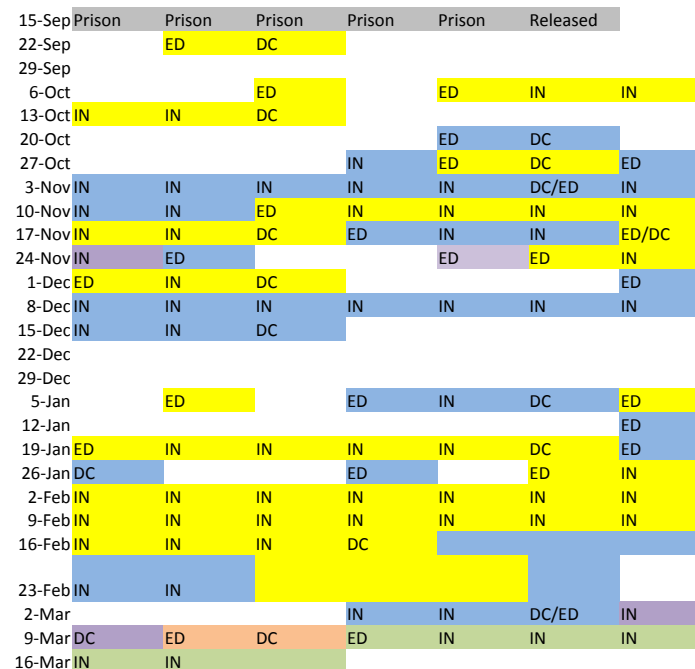 15-Sep Prison Prison Prison Prison Prison Released
22-Sep ED DC
29-Sep
6-Oct ED ED IN IN
13-Oct IN IN DC
20-Oct ED DC
27-Oct IN ED DC ED
3-Nov IN IN IN IN IN DC/ED IN
10-Nov IN IN ED IN IN IN IN
17-Nov IN IN DC ED IN IN ED/DC
24-Nov IN ED ED ED IN
1-Dec ED IN DC ED
8-Dec IN IN IN IN IN IN IN
15-Dec IN IN DC
22-Dec
29-Dec
5-Jan ED ED IN DC ED
12-Jan ED
19-Jan ED IN IN IN IN DC ED
26-Jan DC ED ED IN
2-Feb IN IN IN IN IN IN IN
9-Feb IN IN IN IN IN IN IN
16-Feb IN IN IN DC
23-Feb IN IN
2-Mar IN IN DC/ED IN
9-Mar DC ED DC ED IN IN IN
16-Mar IN IN